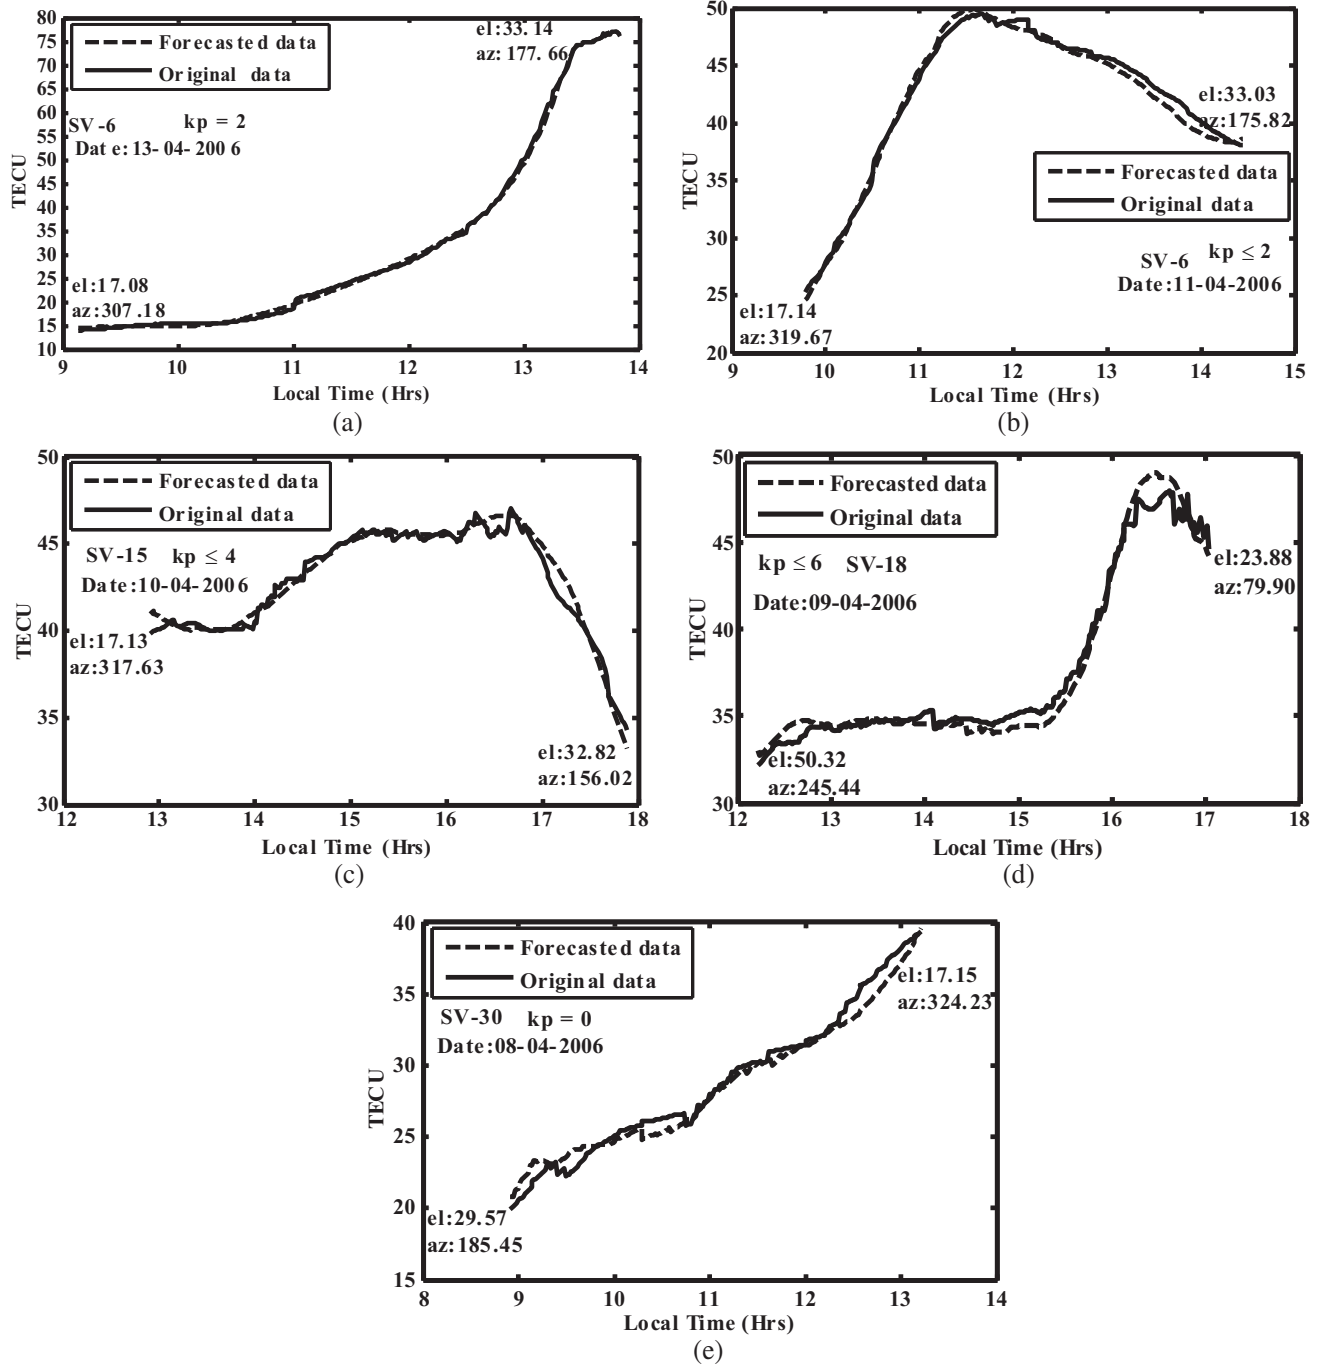 80
75
70
65
60
55
50
45
40
35
30
25
20
15
10
TECU
Forecasted data
Original data
el:33.14
az:177.66
SV-6 kp = 2
Date:13-04-2006
el:17.08
az:307.18
9 10 11 12 13 14
Local Time (Hrs)
(a)
50
45
40
35
30
25
20
TECU
el:33.03
az:175.82
Forecasted data
Original data
SV-6 kp ≤ 2
Date:11-04-2006
el:17.14
az:319.67
9 10 11 12 13 14 15
Local Time (Hrs)
(b)
50
45
40
35
30
TECU
Forecasted data
Original data
SV-15 kp ≤ 4
Date:10-04-2006
el:17.13
az:317.63
el:32.82
az:156.02
12 13 14 15 16 17 18
Local Time (Hrs)
(c)
50
45
40
35
30
TECU
Forecasted data
Original data
kp ≤ 6 SV-18
Date:09-04-2006
el:23.88
az:79.90
el:50.32
az:245.44
12 13 14 15 16 17 18
Local Time (Hrs)
(d)
40
35
30
25
20
15
TECU
Forecasted data
Original data
SV-30 kp = 0
Date:08-04-2006
el:17.15
az:324.23
el:29.57
az:185.45
8 9 10 11 12 13 14
Local Time (Hrs)
(e)